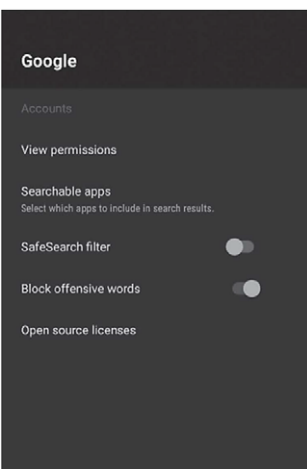 Google
Accounts
View permissions
Searchable apps
Select which apps to include in search results.
SafeSearch filter
Block offensive words
Open source licenses